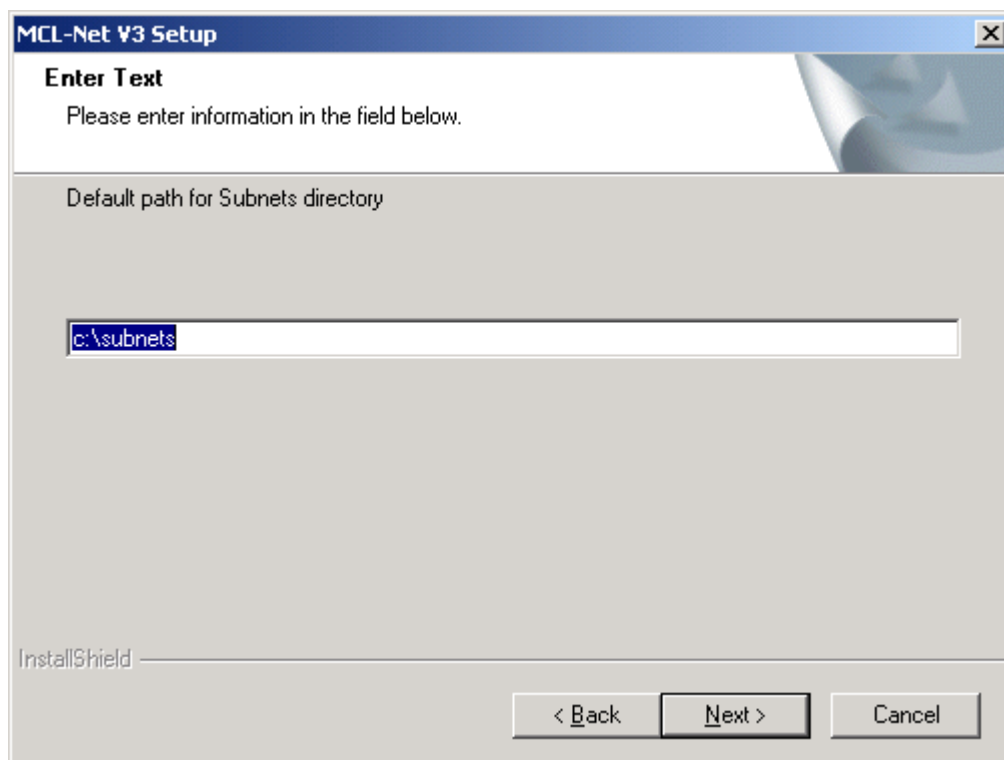 MCL-Net V3 Setup
Enter Text
Please enter information in the field below.
Default path for Subnets directory
c:\subnets
InstallShield
< Back
Next >
Cancel